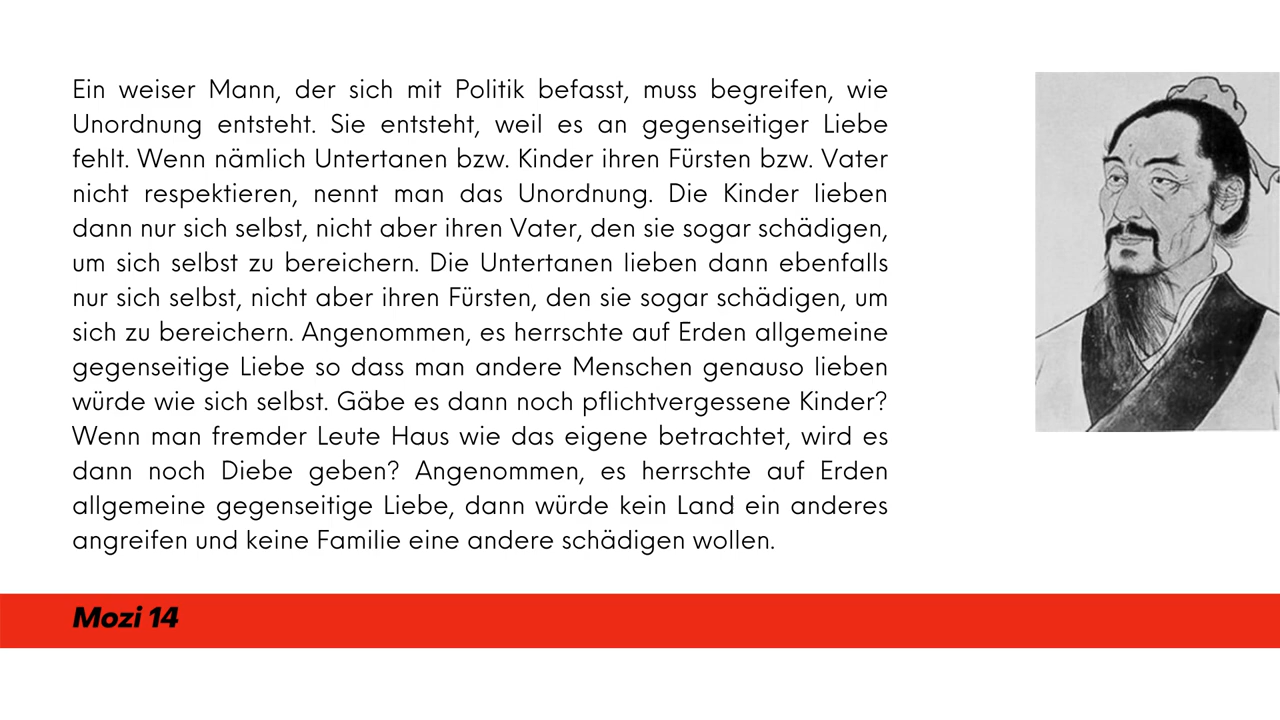 Ein weiser Mann, der sich mit Politik befasst, muss begreifen, wie
Unordnung entsteht. Sie entsteht, weil es an gegenseitiger Liebe
fehlt. Wenn nämlich Untertanen bzw. Kinder ihren Fürsten bzw. Vater
nicht respektieren, nennt man das Unordnung. Die Kinder lieben
dann nur sich selbst, nicht aber ihren Vater, den sie sogar schädigen,
um sich selbst zu bereichern. Die Untertanen lieben dann ebenfalls
nur sich selbst, nicht aber ihren Fürsten, den sie sogar schädigen, um
sich zu bereichern. Angenommen, es herrschte auf Erden allgemeine
gegenseitige Liebe so dass man andere Menschen genauso lieben
würde wie sich selbst. Gäbe es dann noch pflichtvergessene Kinder?
Wenn man fremder Leute Haus wie das eigene betrachtet, wird es
dann noch Diebe geben? Angenommen, es herrschte auf Erden
allgemeine gegenseitige Liebe, dann würde kein Land ein anderes
angreifen und keine Familie eine andere schädigen wollen.
Mozi 14